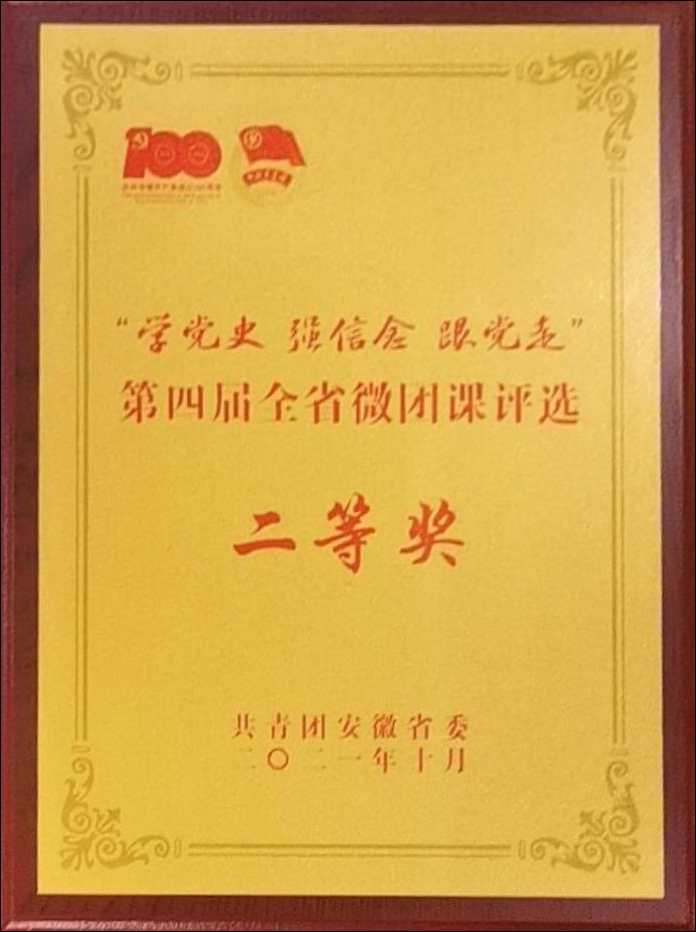 100
“学党史 强信念 跟党走”
第四届全省微团课评选
二等奖
共青团安徽省委
二〇二一年十月